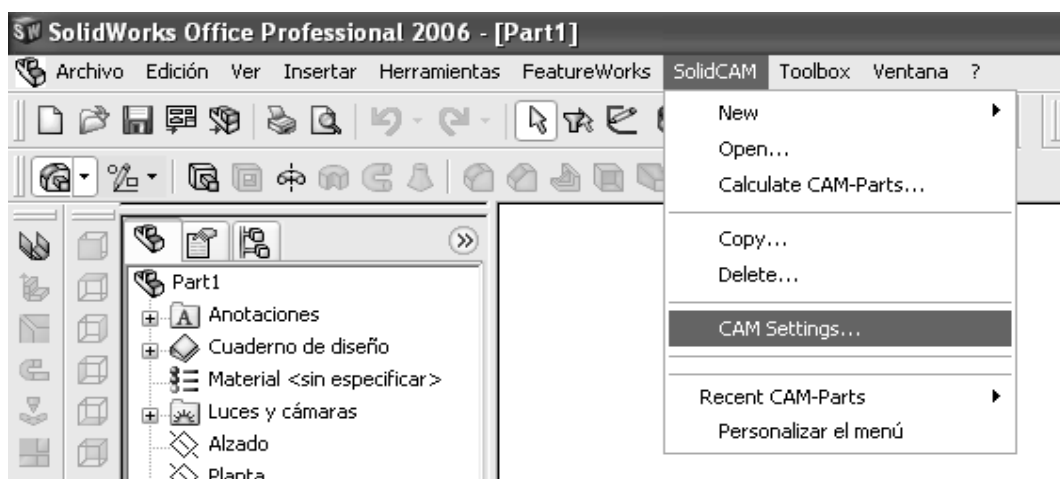 SolidWorks Office Professional 2006 - [Part1]
Archivo Edición Ver Insertar Herramientas FeatureWorks SolidCAM Toolbox Ventana ?
New
Open...
Calculate CAM-Parts...
Copy...
Delete...
CAM Settings...
Recent CAM-Parts
Personalizar el menú
Part1
Anotaciones
Cuaderno de diseño
Material <sin especificar>
Luces y cámaras
Alzado
Planta